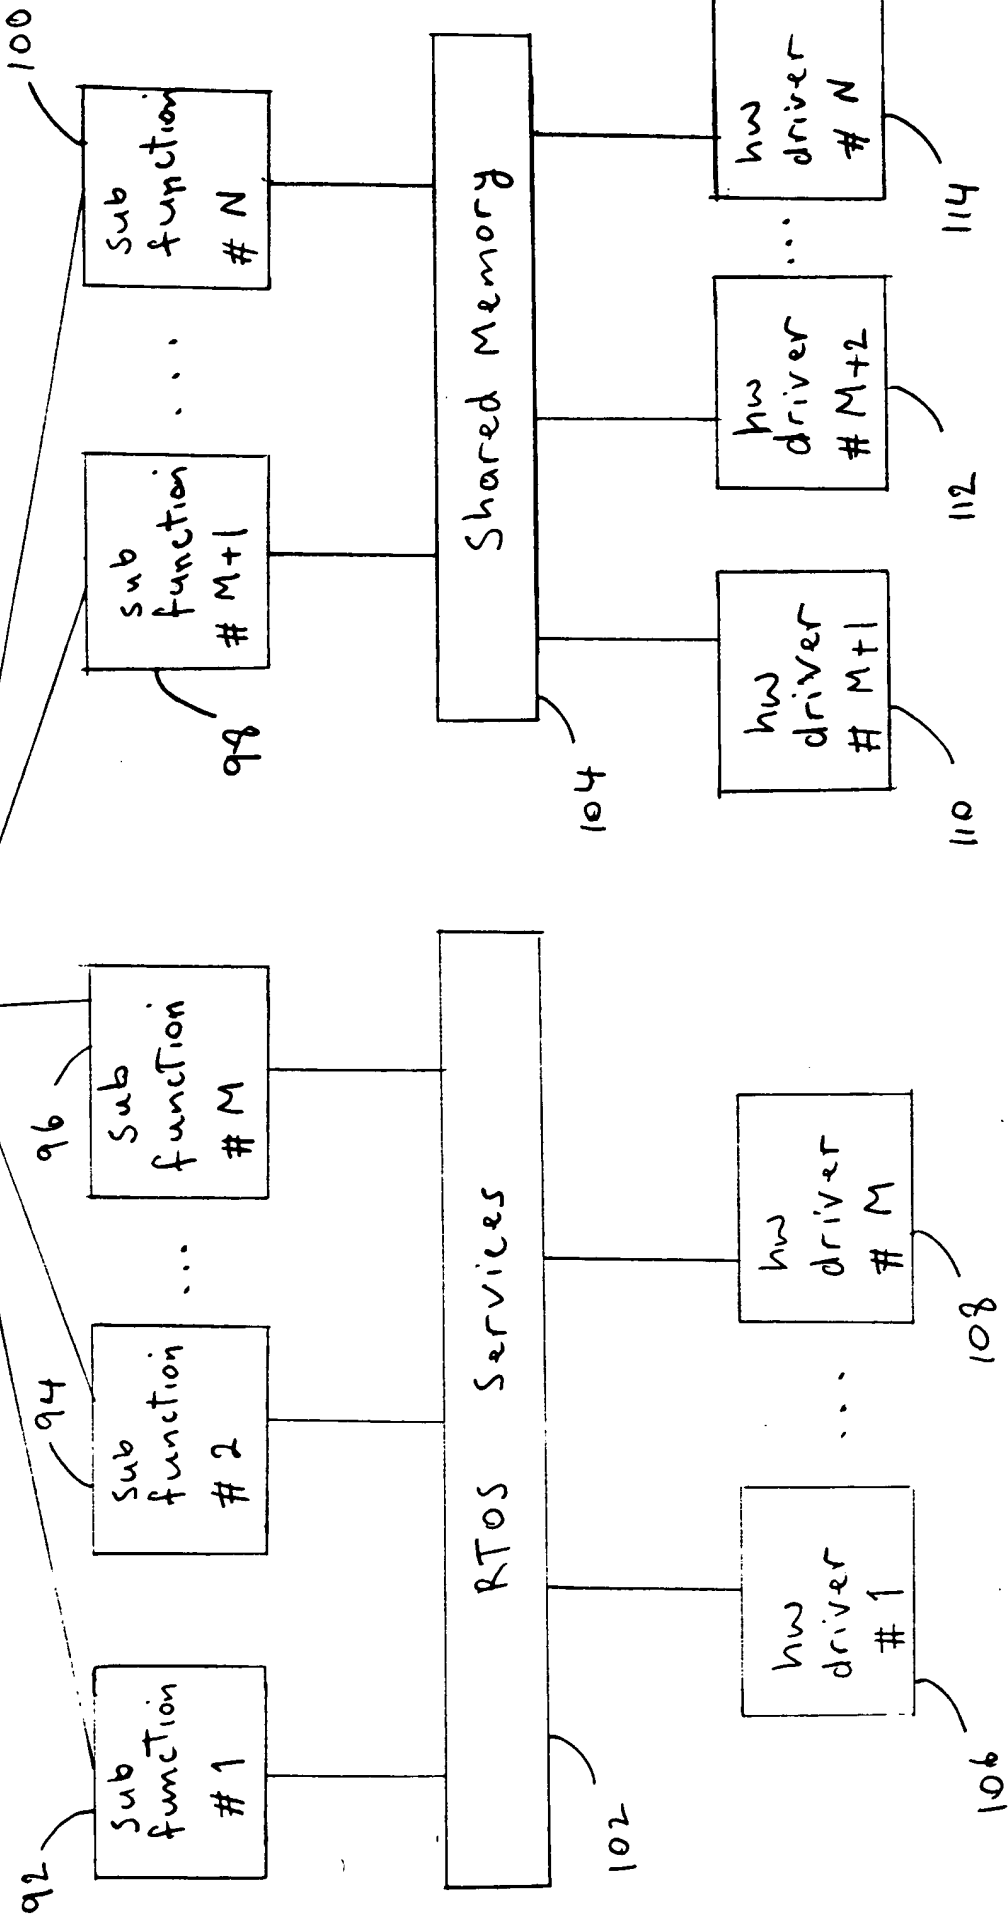 92
94
96
98
100
sub
function
# 1
sub
function
# 2
...
sub
function
# M
sub
function
# M+1
...
sub
function
# N
RTOS Services
102
Shared Memory
104
hw
driver
# 1
...
hw
driver
# M
hw
driver
# M+1
hw
driver
# M+2
...
hw
driver
# N
106
108
110
112
114